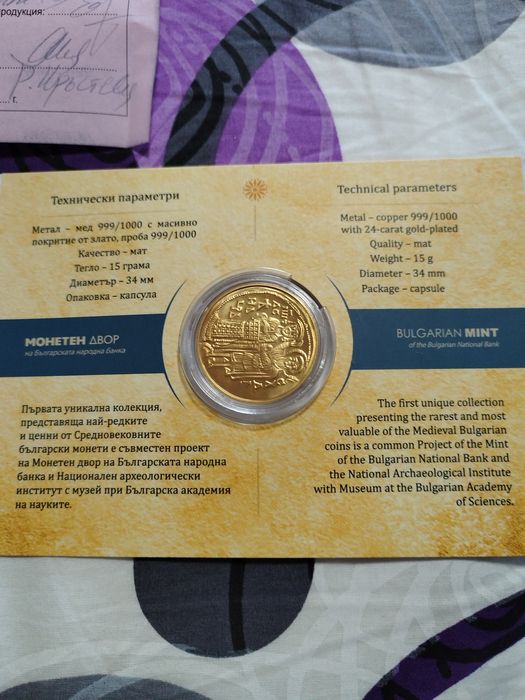 родукция:
г.
Технически параметри
Метал – мед 999/1000 с масивно
покритие от злато, проба 999/1000
Качество – мат
Тегло – 15 грама
Диаметър – 34 мм
Опаковка – капсула
Technical parameters
Metal – copper 999/1000
with 24-carat gold-plated
Quality – mat
Weight – 15 g
Diameter – 34 mm
Package – capsule
МОНЕТЕН ДВОР
на Българската народна банка
BULGARIAN MINT
of the Bulgarian National Bank
Първата уникална колекция,
представяща най-редките
и ценни от Средновековните
български монети е съвместен проект
на Монетен двор на Българската народна
банка и Национален археологически
институт с музей при Българска академия
на науките.
The first unique collection
presenting the rarest and most
valuable of the Medieval Bulgarian
coins is a common Project of the Mint
of the Bulgarian National Bank and
the National Archaeological Institute
with Museum at the Bulgarian Academy
of Sciences.